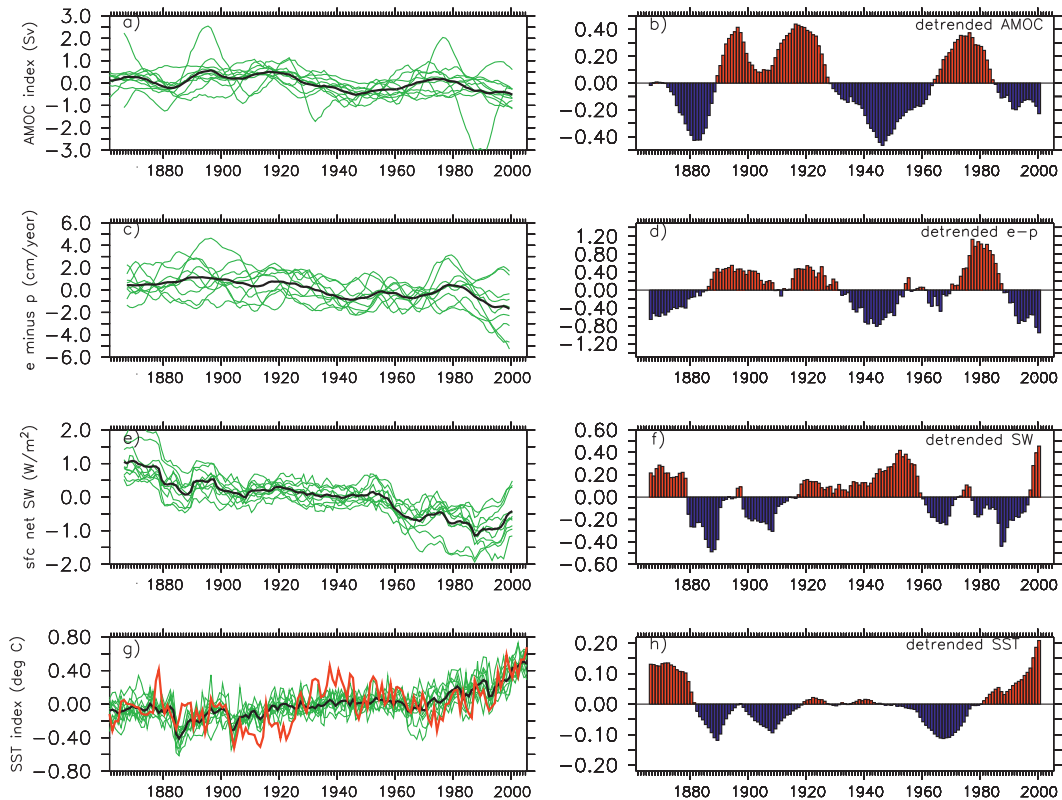 a)
AMOC index (Sv)
3.0
2.0
1.0
0.0
−1.0
−2.0
−3.0
1880 1900 1920 1940 1960 1980 2000
b)
detrended AMOC
0.40
0.20
0.00
−0.20
−0.40
1880 1900 1920 1940 1960 1980 2000
c)
e minus p (cm/year)
6.0
4.0
2.0
0.0
−2.0
−4.0
−6.0
1880 1900 1920 1940 1960 1980 2000
d)
detrended e−p
1.20
0.80
0.40
0.00
−0.40
−0.80
−1.20
1880 1900 1920 1940 1960 1980 2000
e)
sfc net SW (W/m²)
2.0
1.0
0.0
−1.0
−2.0
1880 1900 1920 1940 1960 1980 2000
f)
detrended SW
0.60
0.40
0.20
0.00
−0.20
−0.40
−0.60
1880 1900 1920 1940 1960 1980 2000
g)
SST index (deg C)
0.80
0.40
0.00
−0.40
−0.80
1880 1900 1920 1940 1960 1980 2000
h)
detrended SST
0.20
0.10
0.00
−0.10
−0.20
1880 1900 1920 1940 1960 1980 2000